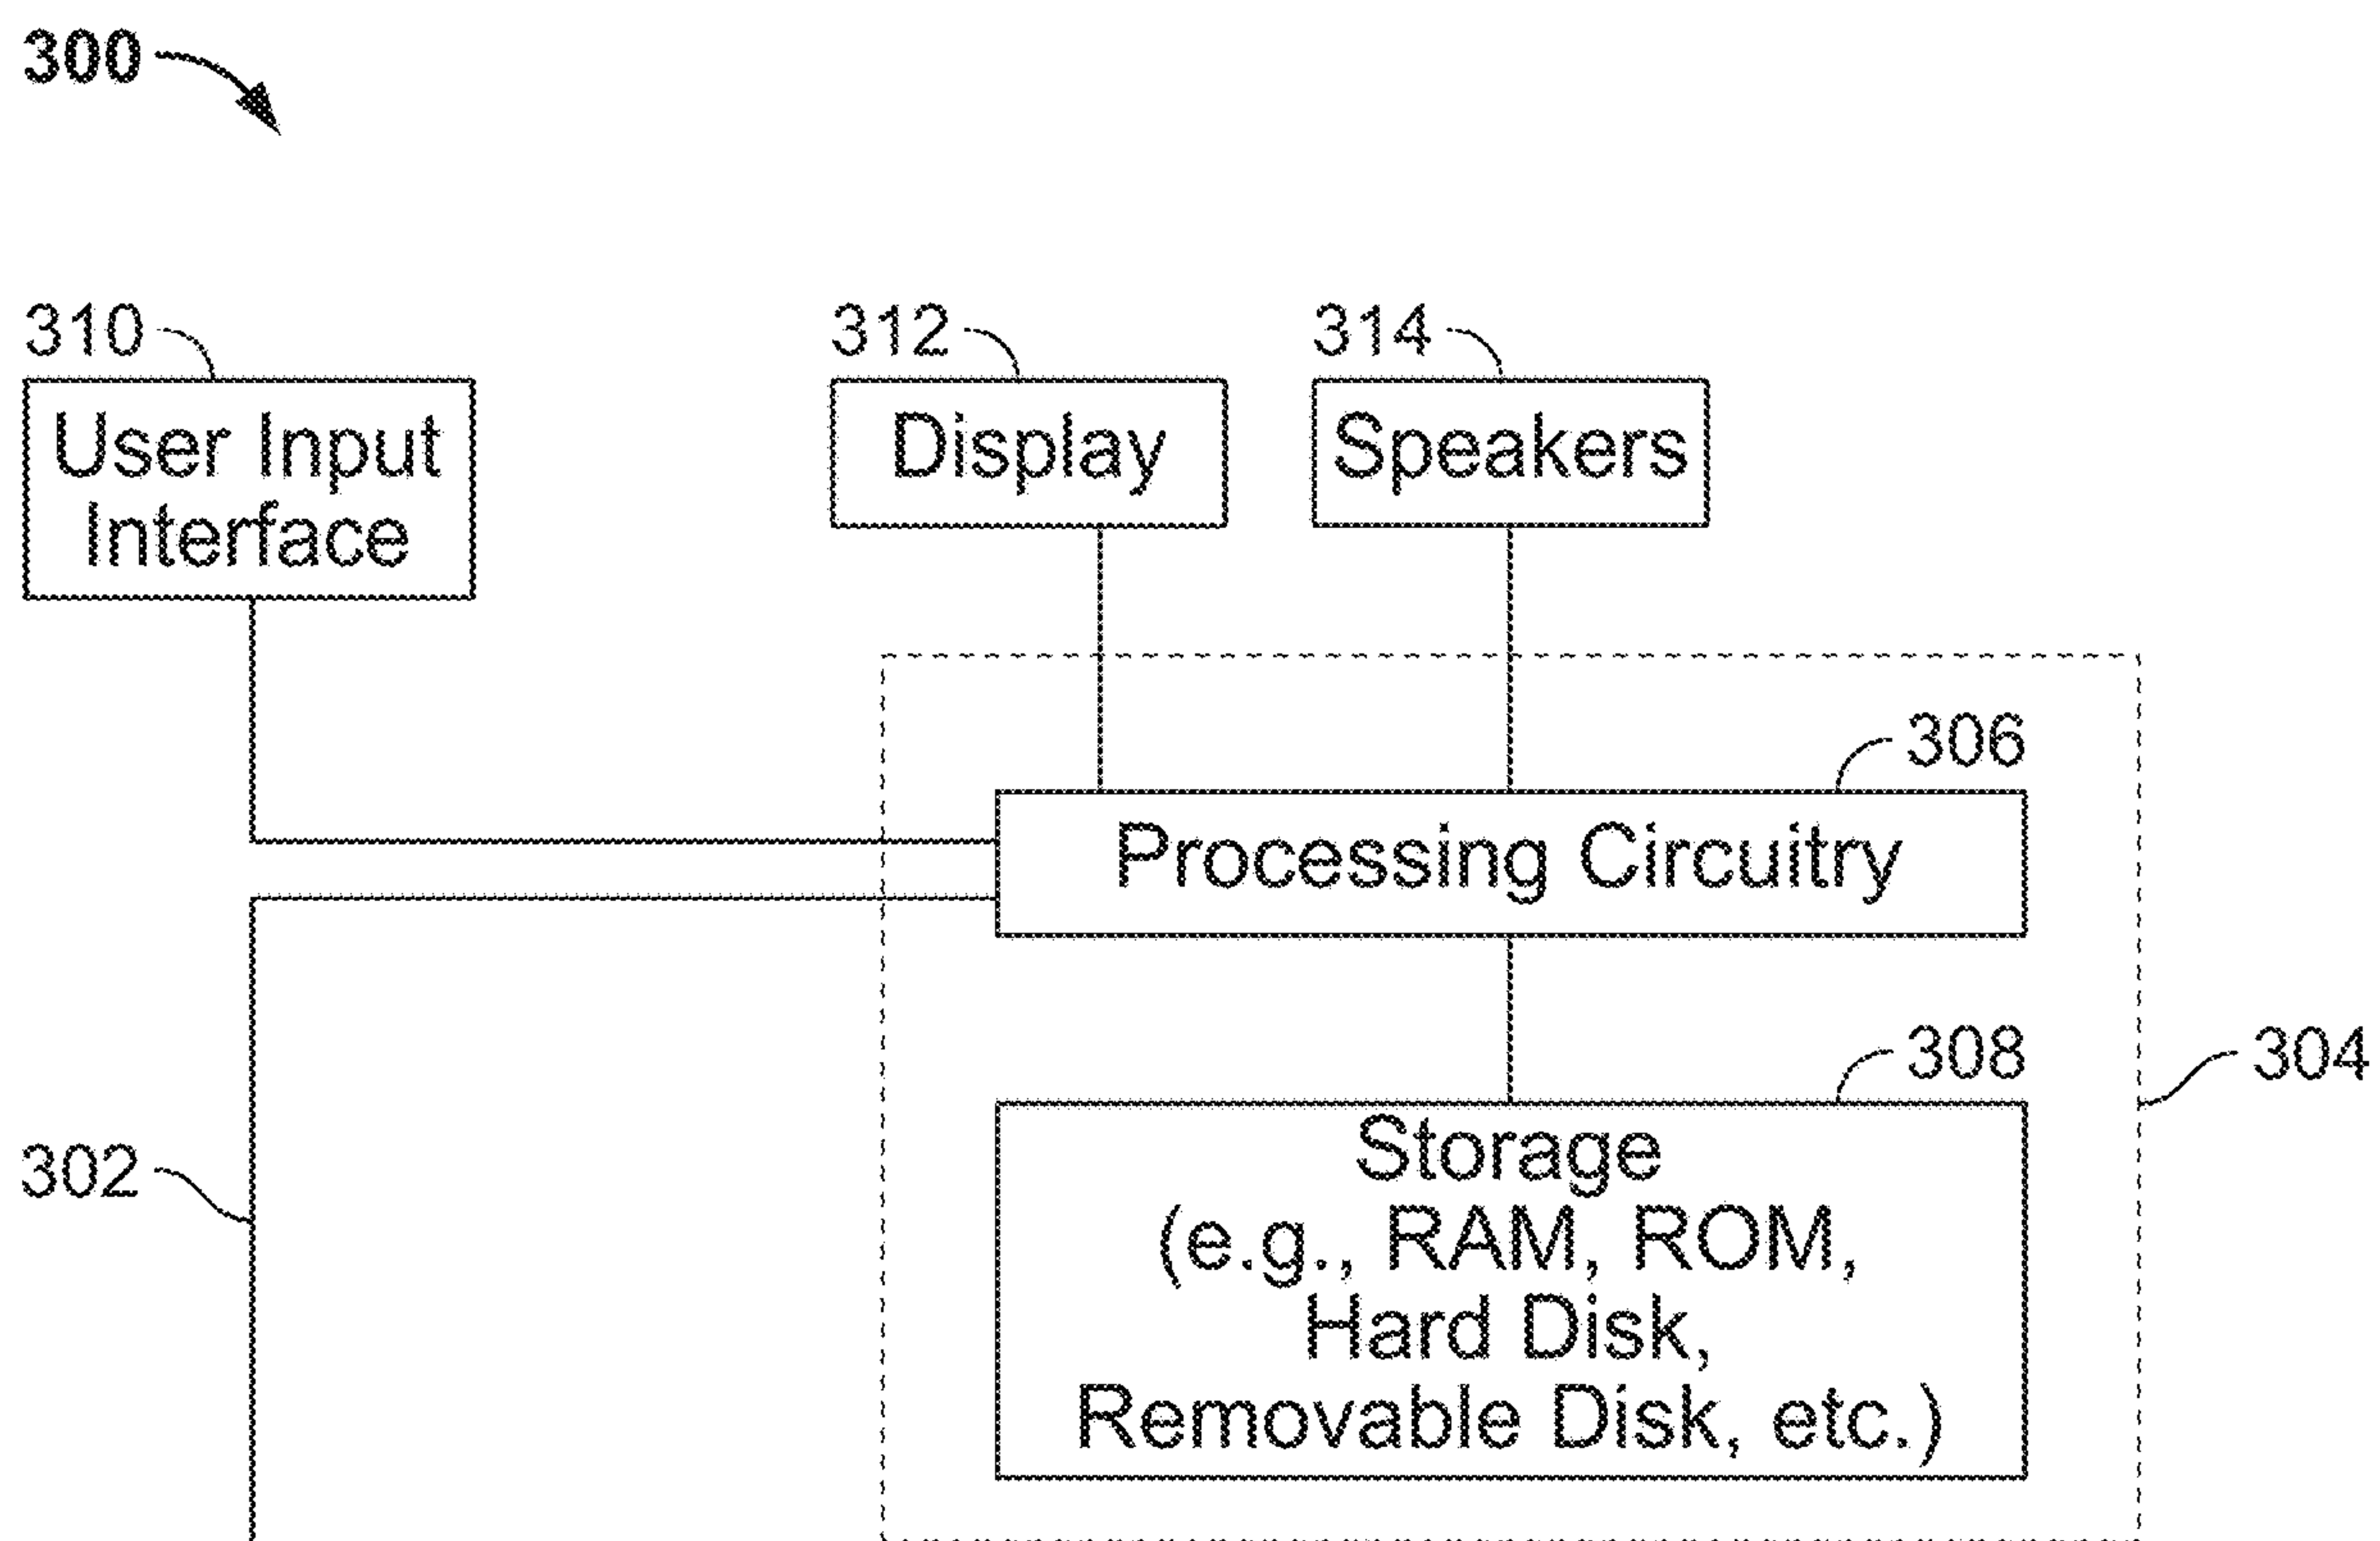 300
310
312
314
User Input
Interface
Display
Speakers
306
Processing Circuitry
308
304
302
Storage
(e.g., RAM, ROM,
Hard Disk,
Removable Disk, etc.)